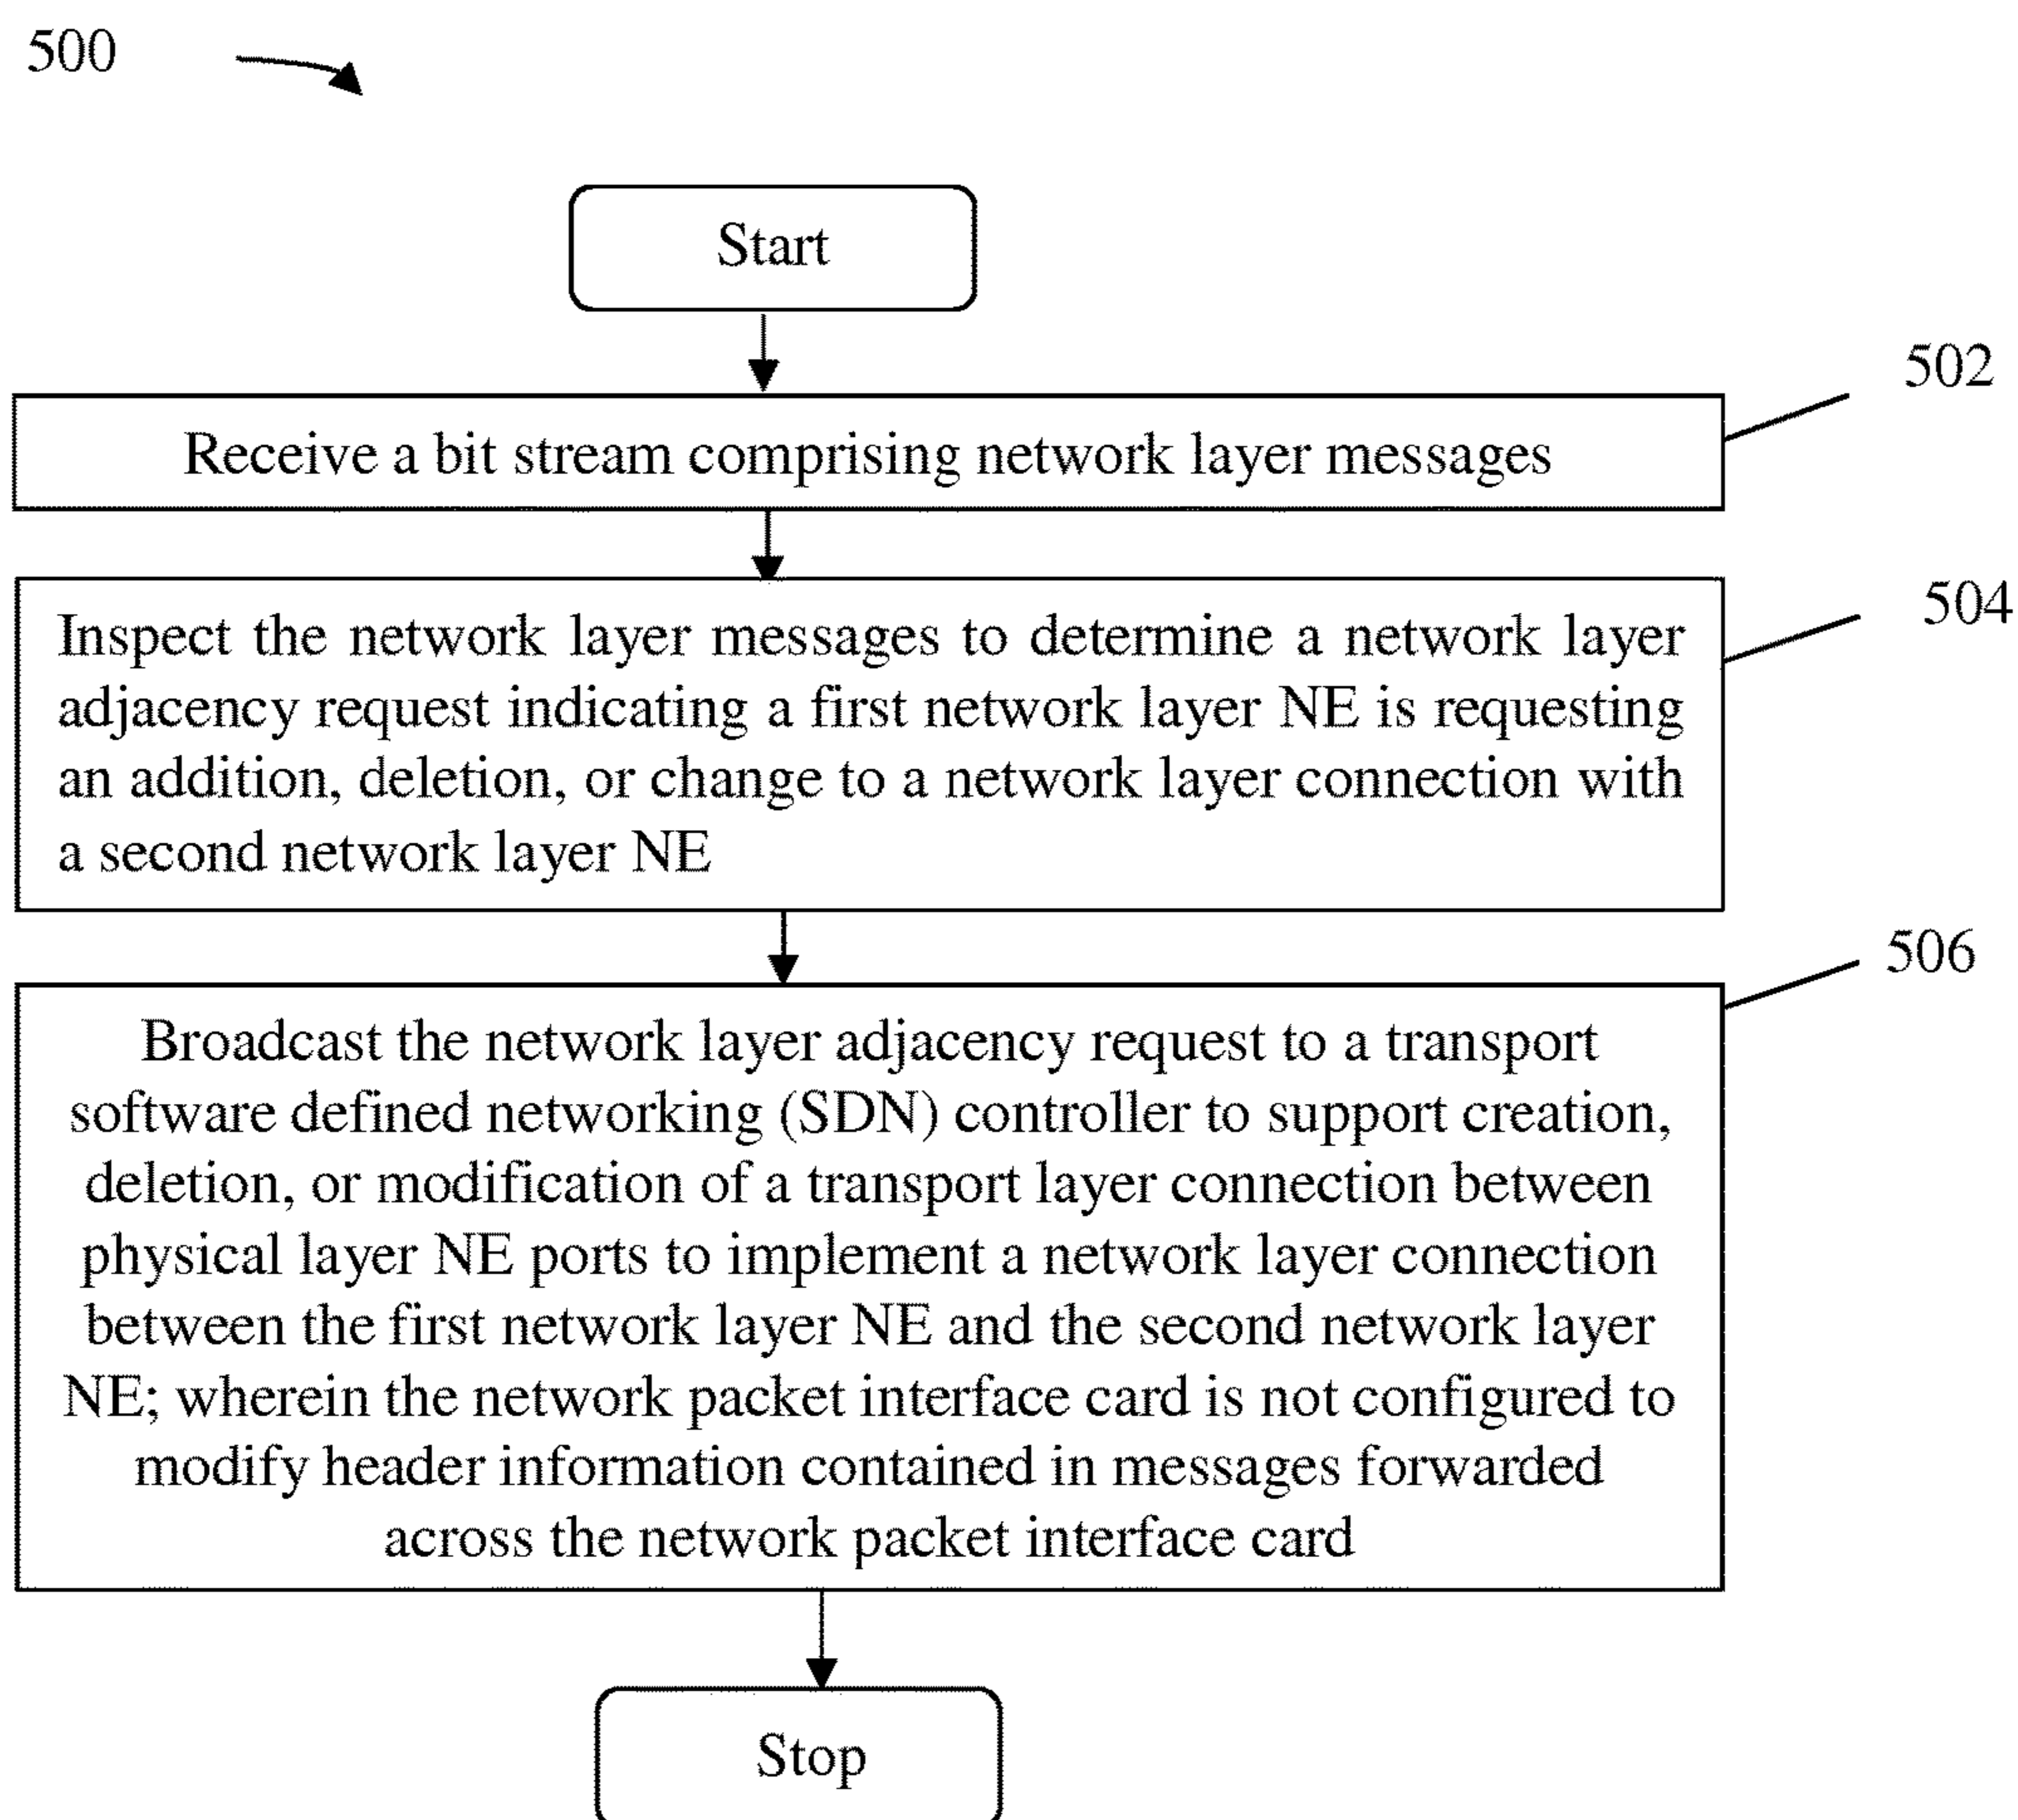 500
Start
502
Receive a bit stream comprising network layer messages
504
Inspect the network layer messages to determine a network layer
adjacency request indicating a first network layer NE is requesting
an addition, deletion, or change to a network layer connection with
a second network layer NE
506
Broadcast the network layer adjacency request to a transport
software defined networking (SDN) controller to support creation,
deletion, or modification of a transport layer connection between
physical layer NE ports to implement a network layer connection
between the first network layer NE and the second network layer
NE; wherein the network packet interface card is not configured to
modify header information contained in messages forwarded
across the network packet interface card
Stop